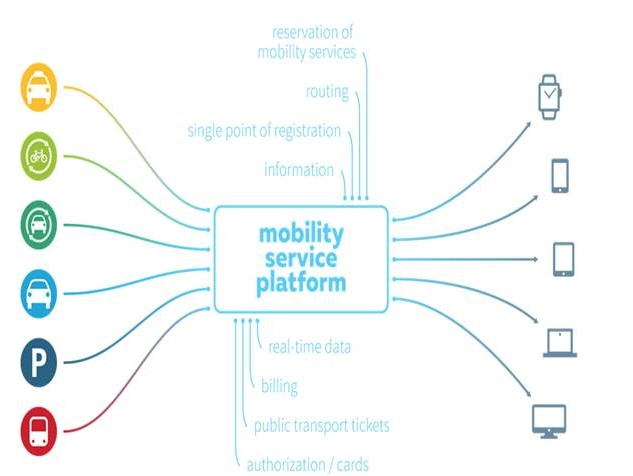 reservation of
mobility services
routing
single point of registration
information
mobility
service
platform
P
real-time data
billing
public transport tickets
authorization / cards